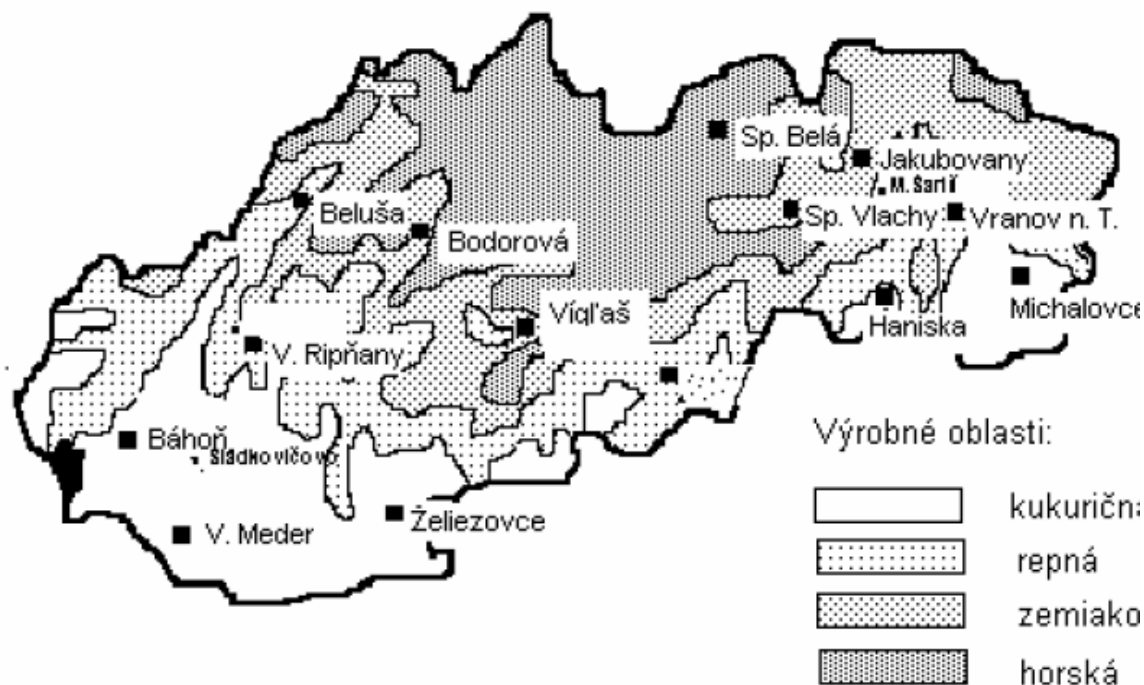 Sp. Belá
Jakubovany
M. Šariš
Beluša
Sp. Vlachy
Vranov n. T.
Bodorová
Michalovce
Haniska
Vígľaš
V. Ripňany
Báhoň
Sládkovičovo
Želiezovce
V. Meder
Výrobné oblasti:
kukuričná
repná
zemiako
horská